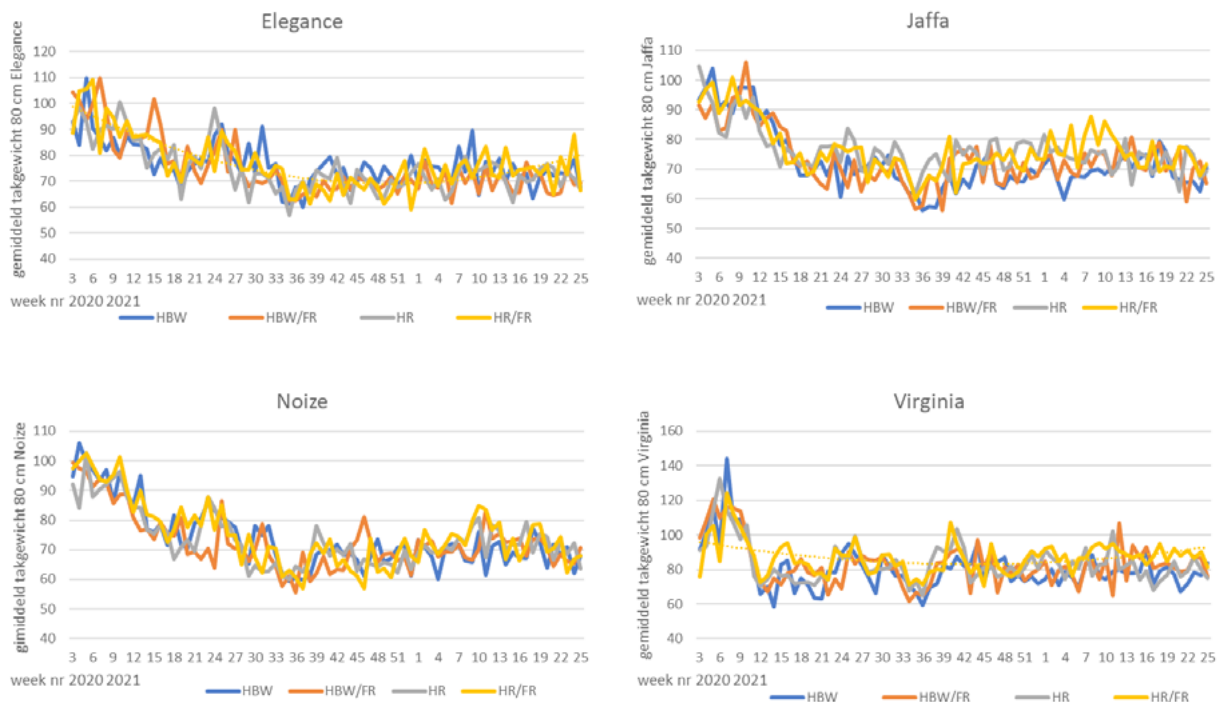 Elegance
gemiddeld takgewicht 80 cm Elegance
120
110
100
90
80
70
60
50
40
3 6 9 12 15 18 21 24 27 30 33 36 39 42 45 48 51 1 4 7 10 13 16 19 22 25
week nr 2020 2021
HBW HBW/FR HR HR/FR
Jaffa
gemiddeld takgewicht 80 cm Jaffa
110
100
90
80
70
60
50
40
3 6 9 12 15 18 21 24 27 30 33 36 39 42 45 48 51 1 4 7 10 13 16 19 22 25
week nr 2020 2021
HBW HBW/FR HR HR/FR
Noize
gimiddeld takgewicht 80 cm Noize
110
100
90
80
70
60
50
40
3 6 9 12 15 18 21 24 27 30 33 36 39 42 45 48 51 1 4 7 10 13 16 19 22 25
week nr 2020 2021
HBW HBW/FR HR HR/FR
Virginia
gemiddeld takgewicht 80 cm Virginia
160
140
120
100
80
60
40
3 6 9 12 15 18 21 24 27 30 33 36 39 42 45 48 51 1 4 7 10 13 16 19 22 25
week nr 2020 2021
HBW HBW/FR HR HR/FR